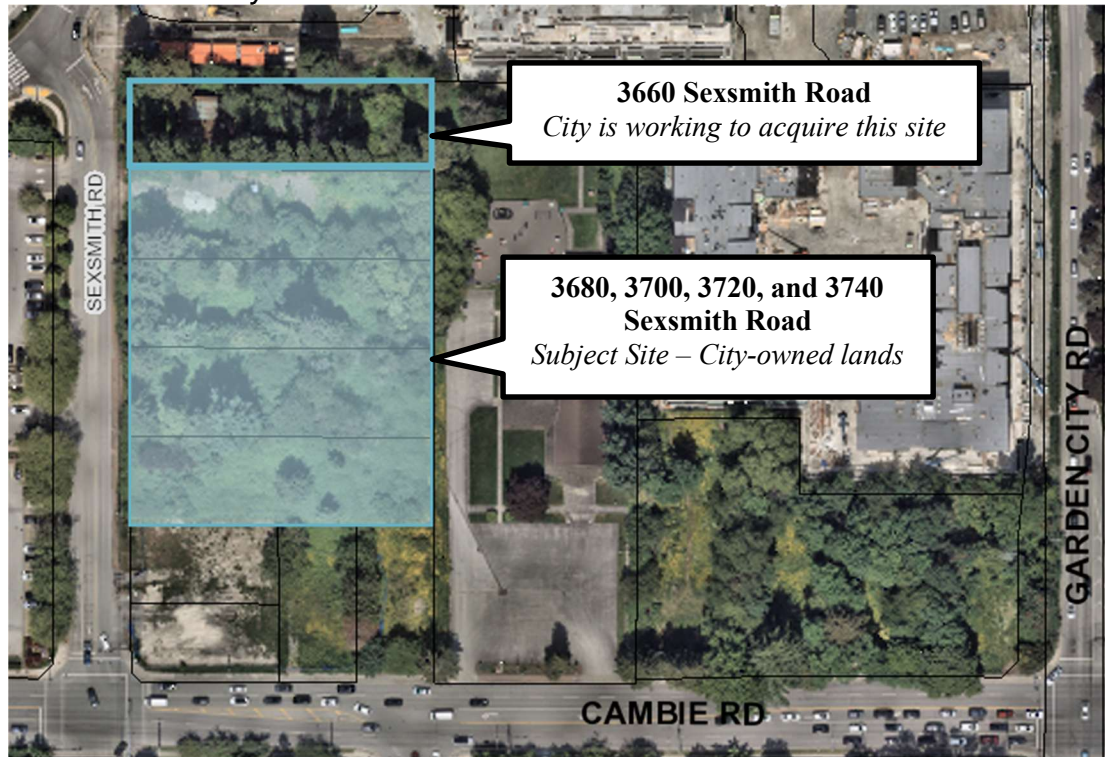 3660 Sexsmith Road
City is working to acquire this site
SEXSMITH RD
3680, 3700, 3720, and 3740
Sexsmith Road
Subject Site – City-owned lands
GARDEN CITY RD
CAMBIE RD